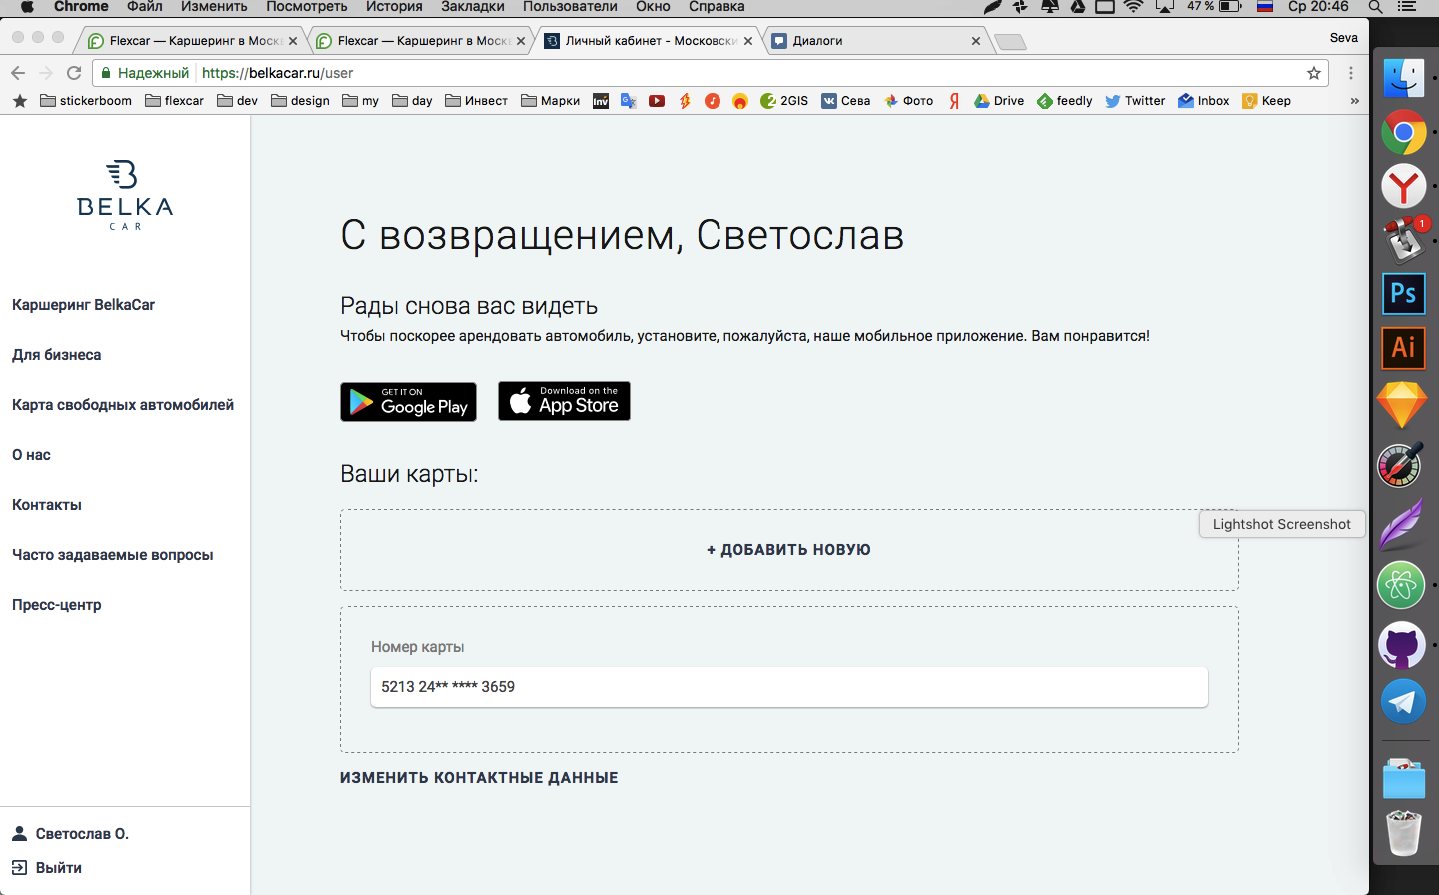 Chrome Файл Изменить Посмотреть История Закладки Пользователи Окно Справка 47 % Ср 20:46
Flexcar — Каршеринг в Моск Flexcar — Каршеринг в Моск Личный кабинет - Московски Диалоги Seva
Надежный https://belkacar.ru/user
stickerboom flexcar dev design my day Инвест Марки Inv 2GIS Сева Фото Я Drive feedly Twitter Inbox Keep »
BELKA
CAR
Каршеринг BelkaCar
Для бизнеса
Карта свободных автомобилей
О нас
Контакты
Часто задаваемые вопросы
Пресс-центр
Светослав О.
Выйти
С возвращением, Светослав
Рады снова вас видеть
Чтобы поскорее арендовать автомобиль, установите, пожалуйста, наше мобильное приложение. Вам понравится!
GET IT ON
Google Play
Download on the
App Store
Ваши карты:
+ ДОБАВИТЬ НОВУЮ
Номер карты
5213 24** **** 3659
ИЗМЕНИТЬ КОНТАКТНЫЕ ДАННЫЕ
Lightshot Screenshot
1
Ps
Ai